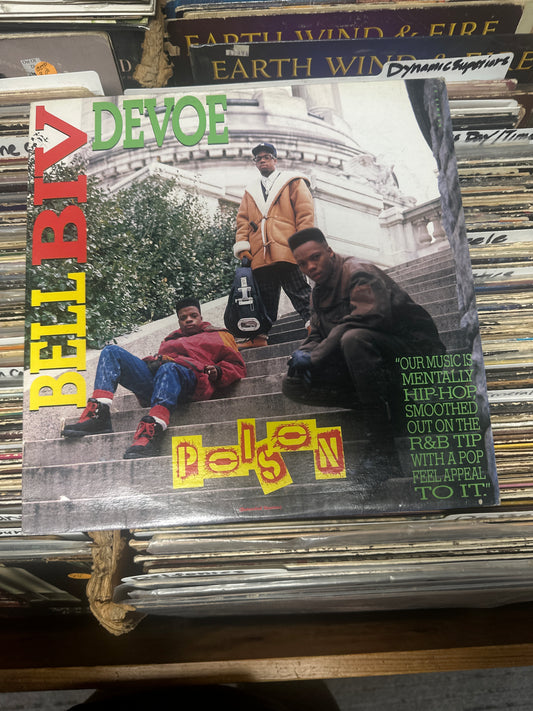 EARTH WIND & FIRE
EARTH WIND &
Dynamic Superiors
BELL BIV
DEVOE
POISON
"OUR MUSIC IS
MENTALLY
HIP-HOP,
SMOOTHED
OUT ON THE
R&B TIP
WITH A POP
FEEL APPEAL
TO IT."